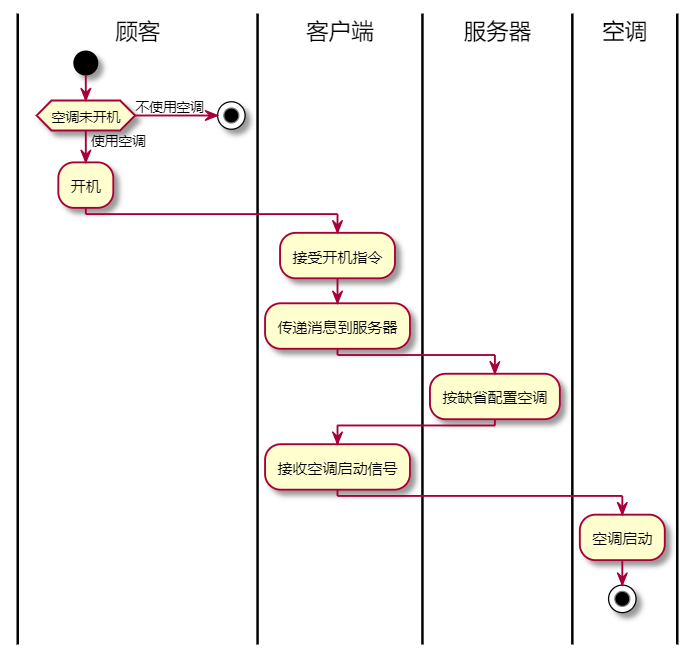 顾客
客户端
服务器
空调
空调未开机
不使用空调
使用空调
开机
接受开机指令
传递消息到服务器
按缺省配置空调
接收空调启动信号
空调启动